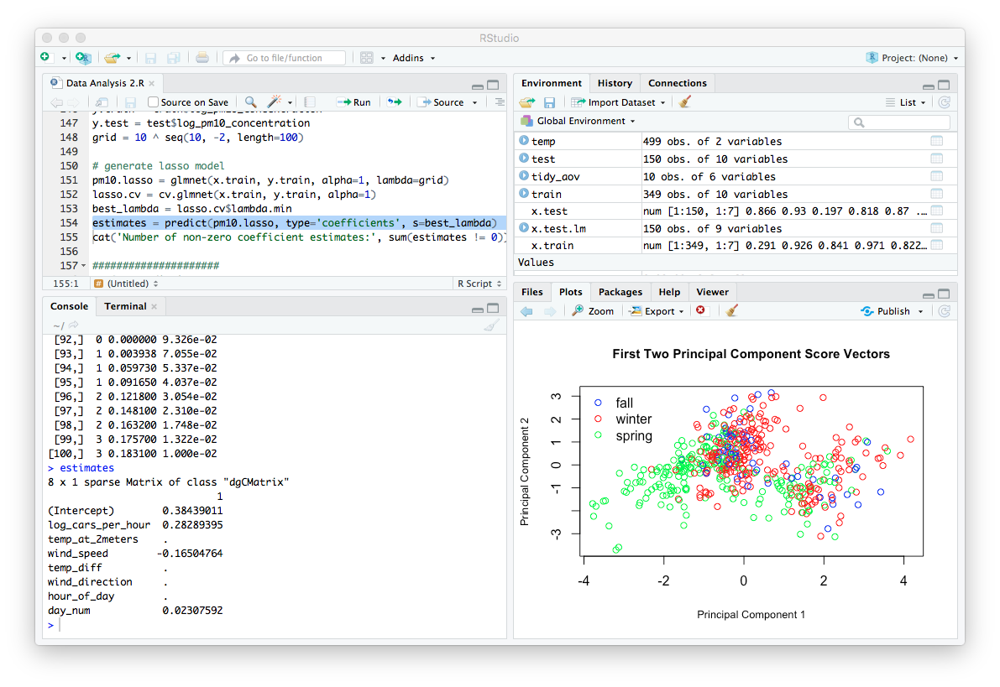 RStudio
Go to file/function
Addins
Project: (None)
Data Analysis 2.R
Source on Save
Run
Source
147 y.test = test$log_pm10_concentration
148 grid = 10 ^ seq(10, -2, length=100)
149
150 # generate lasso model
151 pm10.lasso = glmnet(x.train, y.train, alpha=1, lambda=grid)
152 lasso.cv = cv.glmnet(x.train, y.train, alpha=1)
153 best_lambda = lasso.cv$lambda.min
154 estimates = predict(pm10.lasso, type='coefficients', s=best_lambda)
155 cat('Number of non-zero coefficient estimates:', sum(estimates != 0))
156
157 #####################
155:1
# (Untitled)
R Script
Console
Terminal
~/
[92,] 0 0.000000 9.326e-02
[93,] 1 0.003938 7.055e-02
[94,] 1 0.059730 5.337e-02
[95,] 1 0.091650 4.037e-02
[96,] 2 0.121800 3.054e-02
[97,] 2 0.148100 2.310e-02
[98,] 2 0.163200 1.748e-02
[99,] 3 0.175700 1.322e-02
[100,] 3 0.183100 1.000e-02
> estimates
8 x 1 sparse Matrix of class "dgCMatrix"
1
(Intercept) 0.38439011
log_cars_per_hour 0.28289395
temp_at_2meters .
wind_speed -0.16504764
temp_diff .
wind_direction .
hour_of_day .
day_num 0.02307592
>
Environment
History
Connections
Import Dataset
List
Global Environment
temp 499 obs. of 2 variables
test 150 obs. of 10 variables
tidy_aov 10 obs. of 6 variables
train 349 obs. of 10 variables
x.test num [1:150, 1:7] 0.866 0.93 0.197 0.818 0.87 ...
x.test.lm 150 obs. of 9 variables
x.train num [1:349, 1:7] 0.291 0.926 0.841 0.971 0.822...
Values
Files
Plots
Packages
Help
Viewer
Zoom
Export
Publish
First Two Principal Component Score Vectors
fall
winter
spring
Principal Component 2
3
2
1
0
-1
-3
-4 -2 0 2 4
Principal Component 1